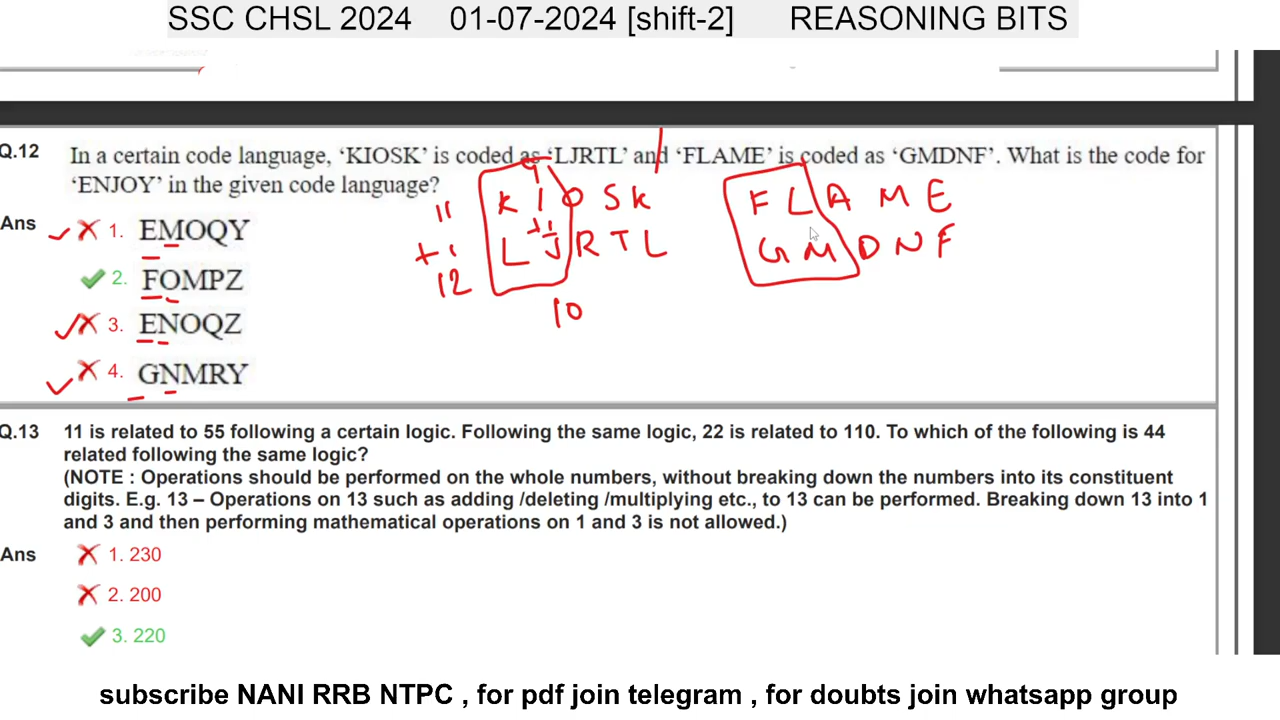 SSC CHSL 2024 01-07-2024 [shift-2] REASONING BITS
Q.12 In a certain code language, ‘KIOSK’ is coded as ‘LJRTL’ and ‘FLAME’ is coded as ‘GMDNF’. What is the code for
‘ENJOY’ in the given code language?
K I O S K
L J R T L
11
+1
12
+1
10
F L A M E
G M D N F
Ans 1. EMOQY
2. FOMPZ
3. ENOQZ
4. GNMRY
Q.13 11 is related to 55 following a certain logic. Following the same logic, 22 is related to 110. To which of the following is 44
related following the same logic?
(NOTE : Operations should be performed on the whole numbers, without breaking down the numbers into its constituent
digits. E.g. 13 – Operations on 13 such as adding /deleting /multiplying etc., to 13 can be performed. Breaking down 13 into 1
and 3 and then performing mathematical operations on 1 and 3 is not allowed.)
Ans 1. 230
2. 200
3. 220
subscribe NANI RRB NTPC , for pdf join telegram , for doubts join whatsapp group